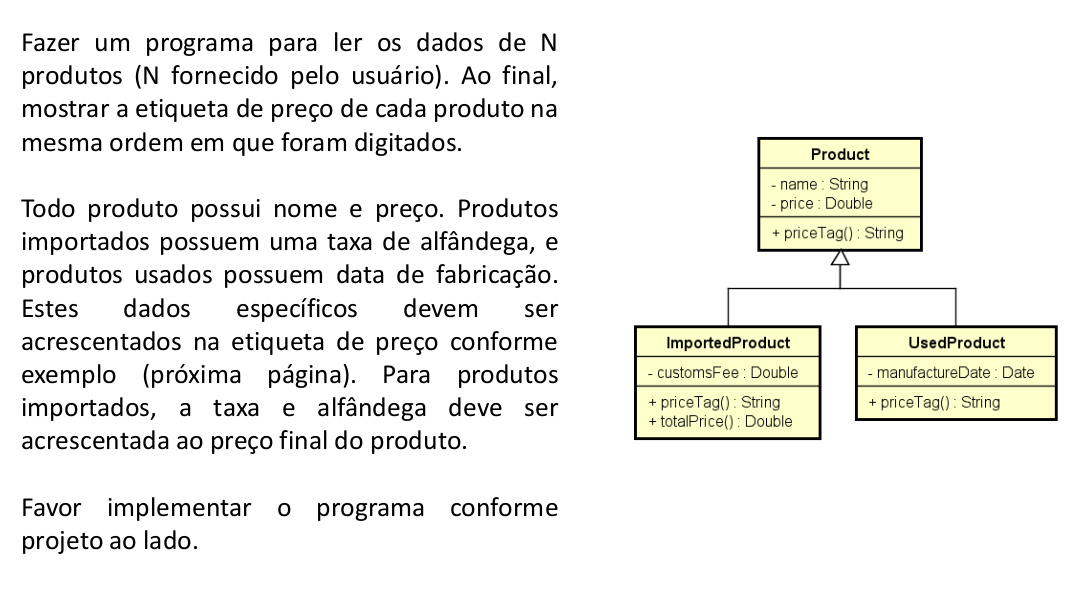 Fazer um programa para ler os dados de N
produtos (N fornecido pelo usuário). Ao final,
mostrar a etiqueta de preço de cada produto na
mesma ordem em que foram digitados.
Todo produto possui nome e preço. Produtos
importados possuem uma taxa de alfândega, e
produtos usados possuem data de fabricação.
Estes dados específicos devem ser
acrescentados na etiqueta de preço conforme
exemplo (próxima página). Para produtos
importados, a taxa e alfândega deve ser
acrescentada ao preço final do produto.
Favor implementar o programa conforme
projeto ao lado.
Product
- name : String
- price : Double
+ priceTag() : String
ImportedProduct
- customsFee : Double
+ priceTag() : String
+ totalPrice() : Double
UsedProduct
- manufactureDate : Date
+ priceTag() : String